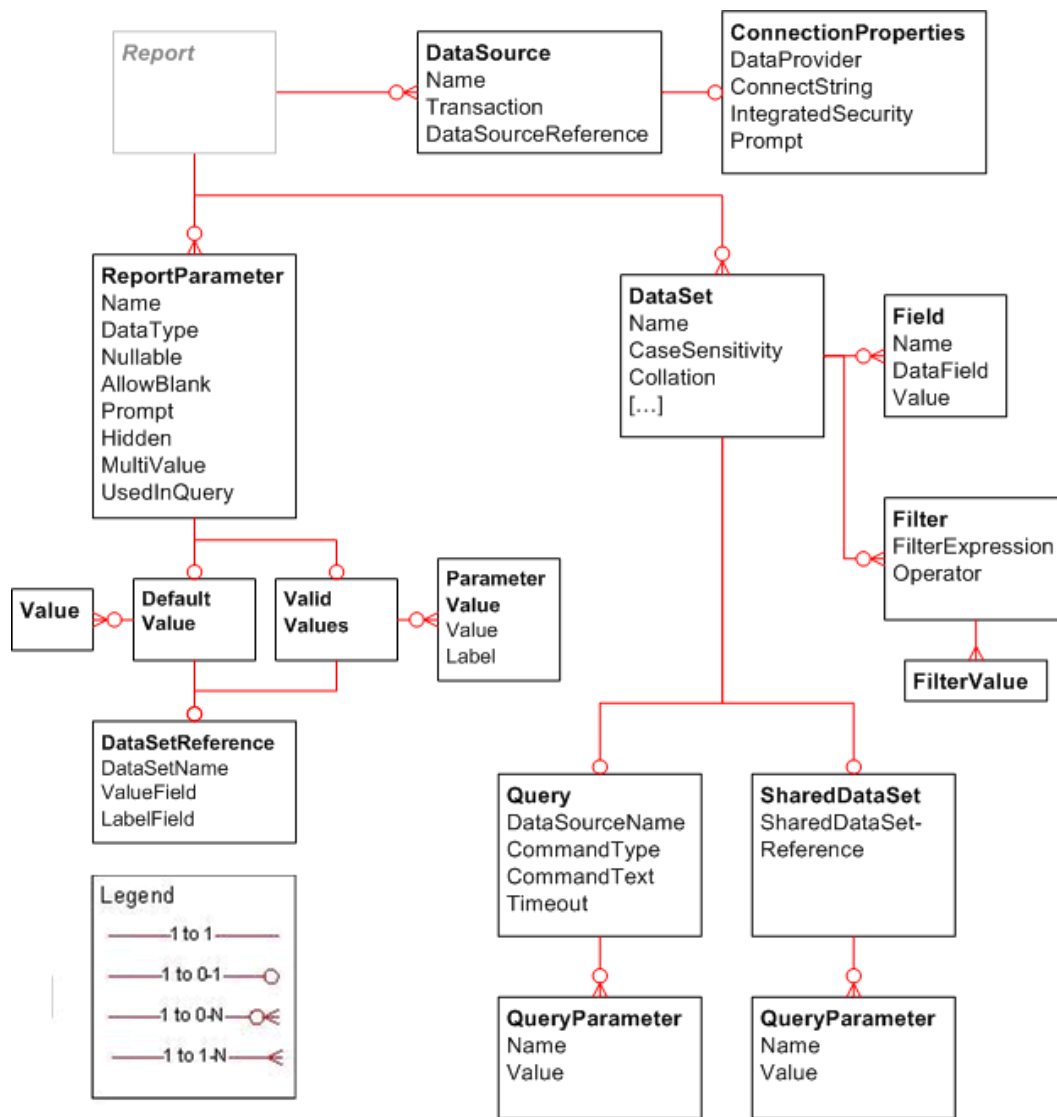 Report
DataSource
Name
Transaction
DataSourceReference
ConnectionProperties
DataProvider
ConnectString
IntegratedSecurity
Prompt
ReportParameter
Name
DataType
Nullable
AllowBlank
Prompt
Hidden
MultiValue
UsedInQuery
DataSet
Name
CaseSensitivity
Collation
[...]
Field
Name
DataField
Value
Filter
FilterExpression
Operator
FilterValue
Value
Default
Value
Valid
Values
Parameter
Value
Value
Label
DataSetReference
DataSetName
ValueField
LabelField
Query
DataSourceName
CommandType
CommandText
Timeout
SharedDataSet
SharedDataSet-
Reference
QueryParameter
Name
Value
QueryParameter
Name
Value
Legend
1 to 1
1 to 0-1
1 to 0-N
1 to 1-N